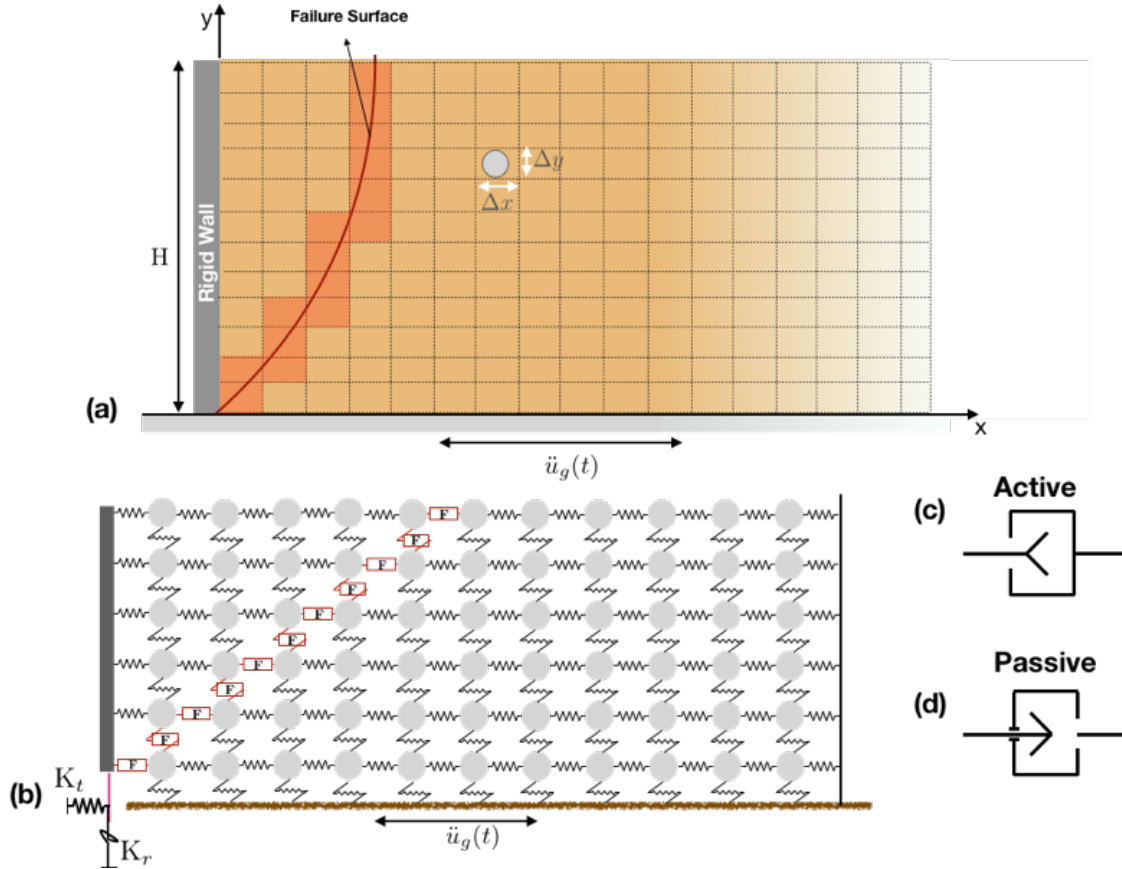 y
Failure Surface
H
Rigid Wall
Δy
Δx
(a)
x
ü_g(t)
F
F
F
F
F
F
F
F
F
F
F
(b)
K_t
K_r
ü_g(t)
Active
(c)
Passive
(d)